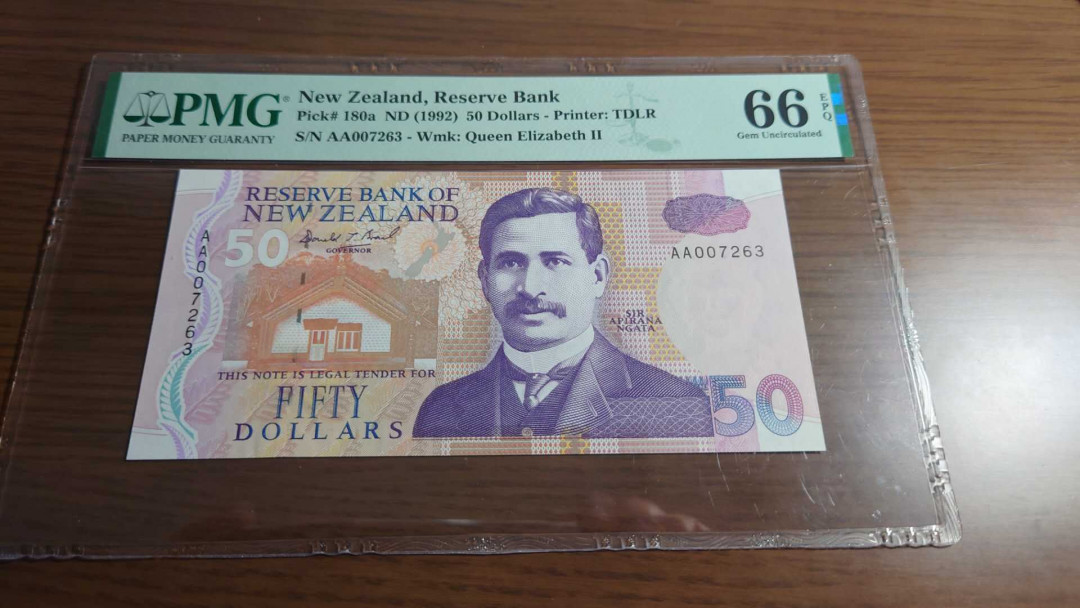 PMG®
PAPER MONEY GUARANTY
New Zealand, Reserve Bank
Pick# 180a ND (1992) 50 Dollars - Printer: TDLR
S/N AA007263 - Wmk: Queen Elizabeth II
66
EPQ
Gem Uncirculated
RESERVE BANK OF
NEW ZEALAND
50
GOVERNOR
AA007263
AA007263
SIR
APIRANA
NGATA
THIS NOTE IS LEGAL TENDER FOR
FIFTY
DOLLARS
50